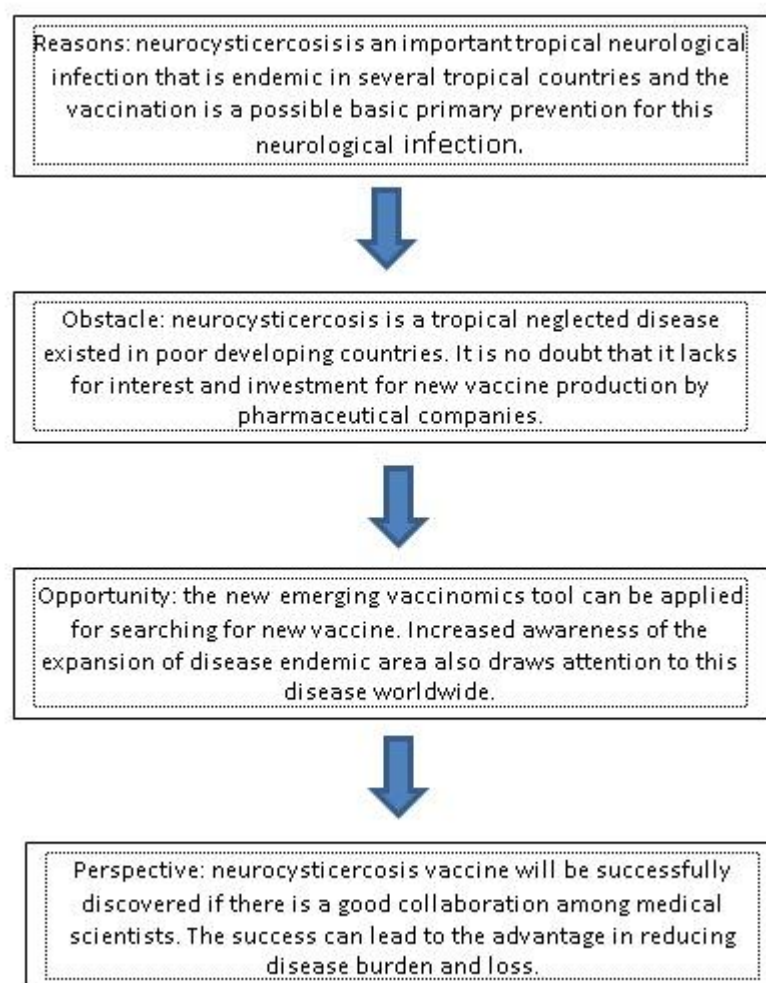 Reasons: neurocysticercosis is an important tropical neurological
infection that is endemic in several tropical countries and the
vaccination is a possible basic primary prevention for this
neurological infection.
Obstacle: neurocysticercosis is a tropical neglected disease
existed in poor developing countries. It is no doubt that it lacks
for interest and investment for new vaccine production by
pharmaceutical companies.
Opportunity: the new emerging vaccinomics tool can be applied
for searching for new vaccine. Increased awareness of the
expansion of disease endemic area also draws attention to this
disease worldwide.
Perspective: neurocysticercosis vaccine will be successfully
discovered if there is a good collaboration among medical
scientists. The success can lead to the advantage in reducing
disease burden and loss.